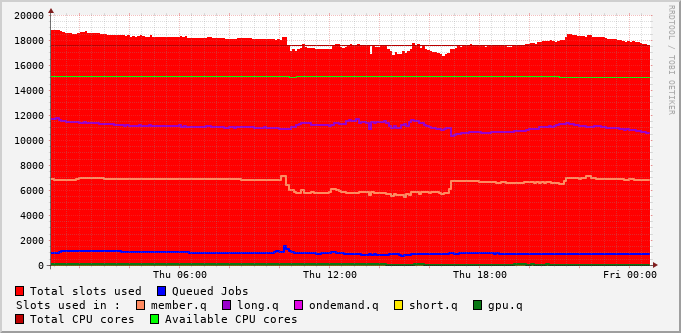 20000
18000
16000
14000
12000
10000
8000
6000
4000
2000
0
Thu 06:00 Thu 12:00 Thu 18:00 Fri 00:00
RRDTOOL / TOBI OETIKER
Total slots used Queued Jobs
Slots used in : member.q long.q ondemand.q short.q gpu.q
Total CPU cores Available CPU cores